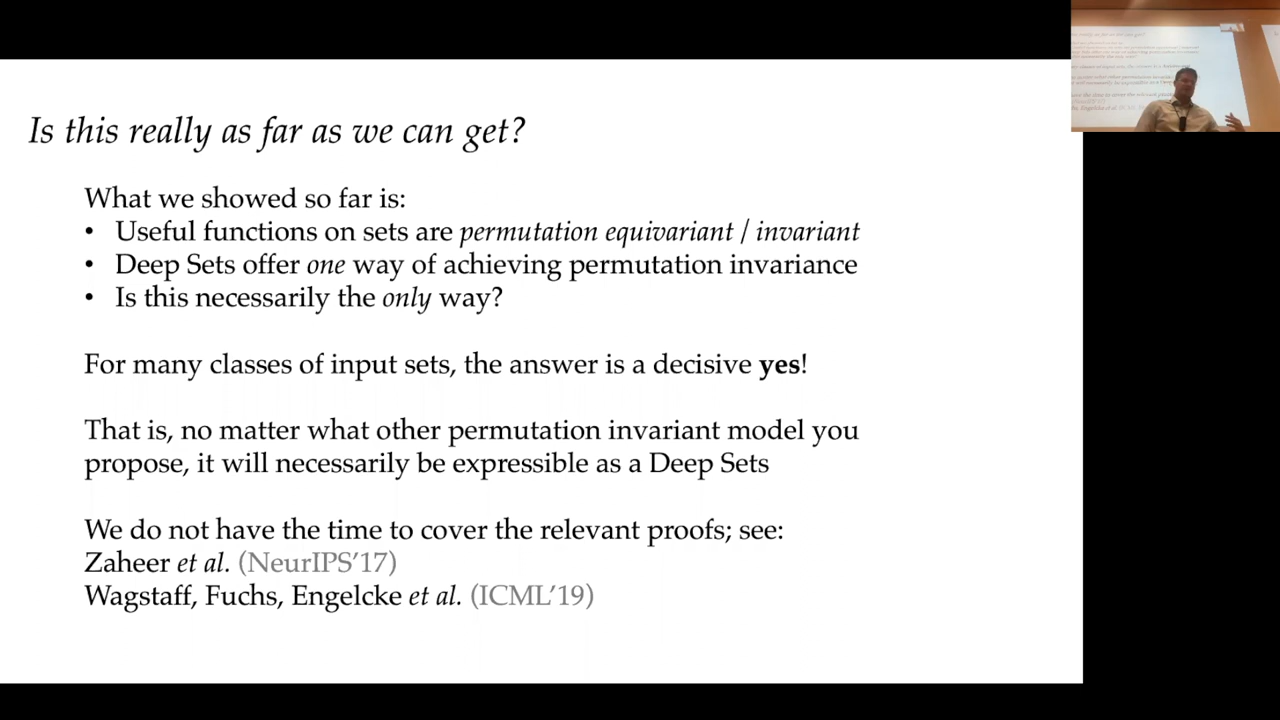 Is this really as far as we can get?
What we showed so far is:
• Useful functions on sets are permutation equivariant / invariant
• Deep Sets offer one way of achieving permutation invariance
• Is this necessarily the only way?
For many classes of input sets, the answer is a decisive yes!
That is, no matter what other permutation invariant model you
propose, it will necessarily be expressible as a Deep Sets
We do not have the time to cover the relevant proofs; see:
Zaheer et al. (NeurIPS'17)
Wagstaff, Fuchs, Engelcke et al. (ICML'19)